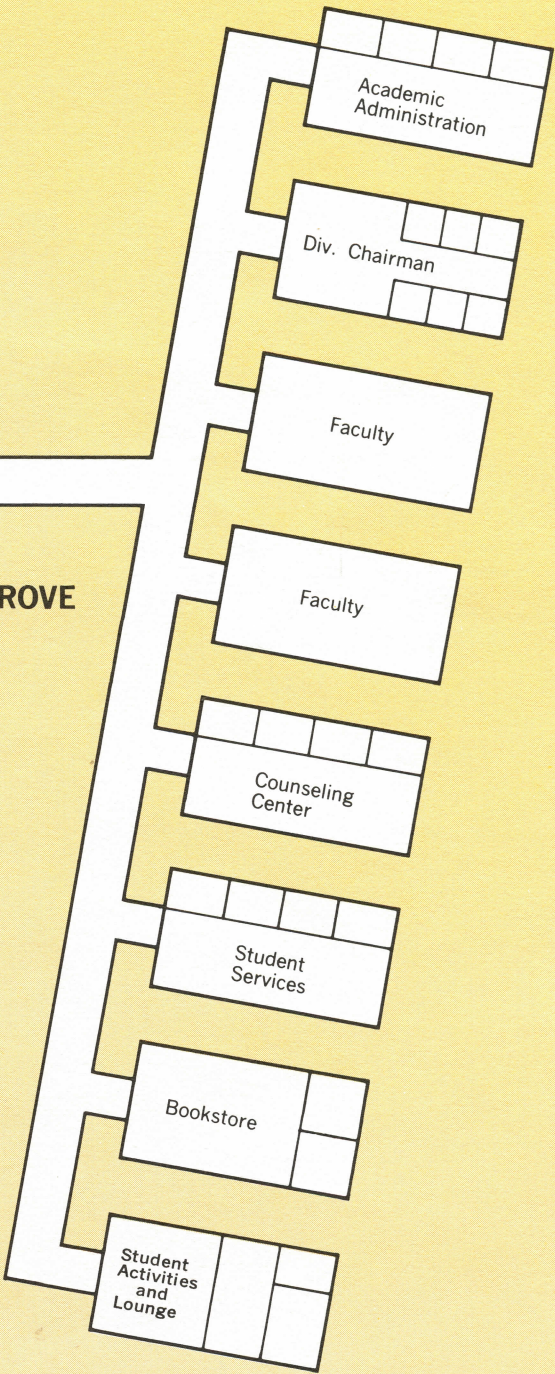 Academic
Administration
Div. Chairman
Faculty
Faculty
ROVE
Counseling
Center
Student
Services
Bookstore
Student
Activities
and
Lounge